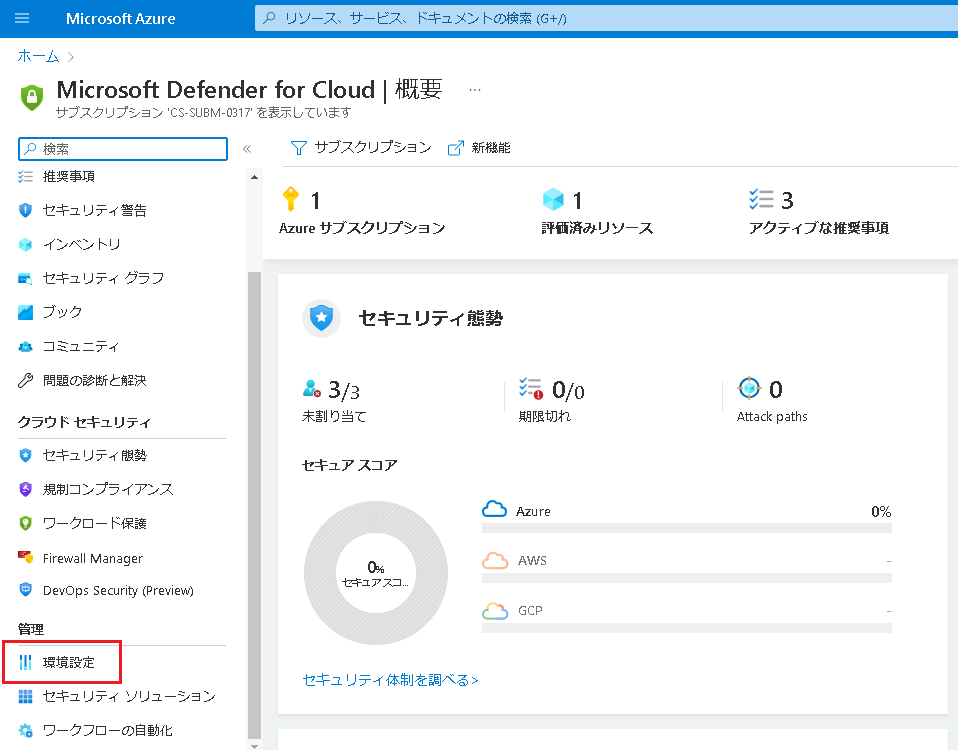 Microsoft Azure
リソース、サービス、ドキュメントの検索 (G+/)
ホーム
Microsoft Defender for Cloud | 概要 ...
サブスクリプション 'CS-SUBM-0317' を表示しています
検索
«
サブスクリプション
新機能
推奨事項
セキュリティ警告
インベントリ
セキュリティ グラフ
ブック
コミュニティ
問題の診断と解決
クラウド セキュリティ
セキュリティ態勢
規制コンプライアンス
ワークロード保護
Firewall Manager
DevOps Security (Preview)
管理
環境設定
セキュリティ ソリューション
ワークフローの自動化
1
Azure サブスクリプション
1
評価済みリソース
3
アクティブな推奨事項
セキュリティ態勢
3/3
未割り当て
0/0
期限切れ
0
Attack paths
セキュア スコア
0%
セキュア スコ...
Azure 0%
AWS -
GCP -
セキュリティ体制を調べる>